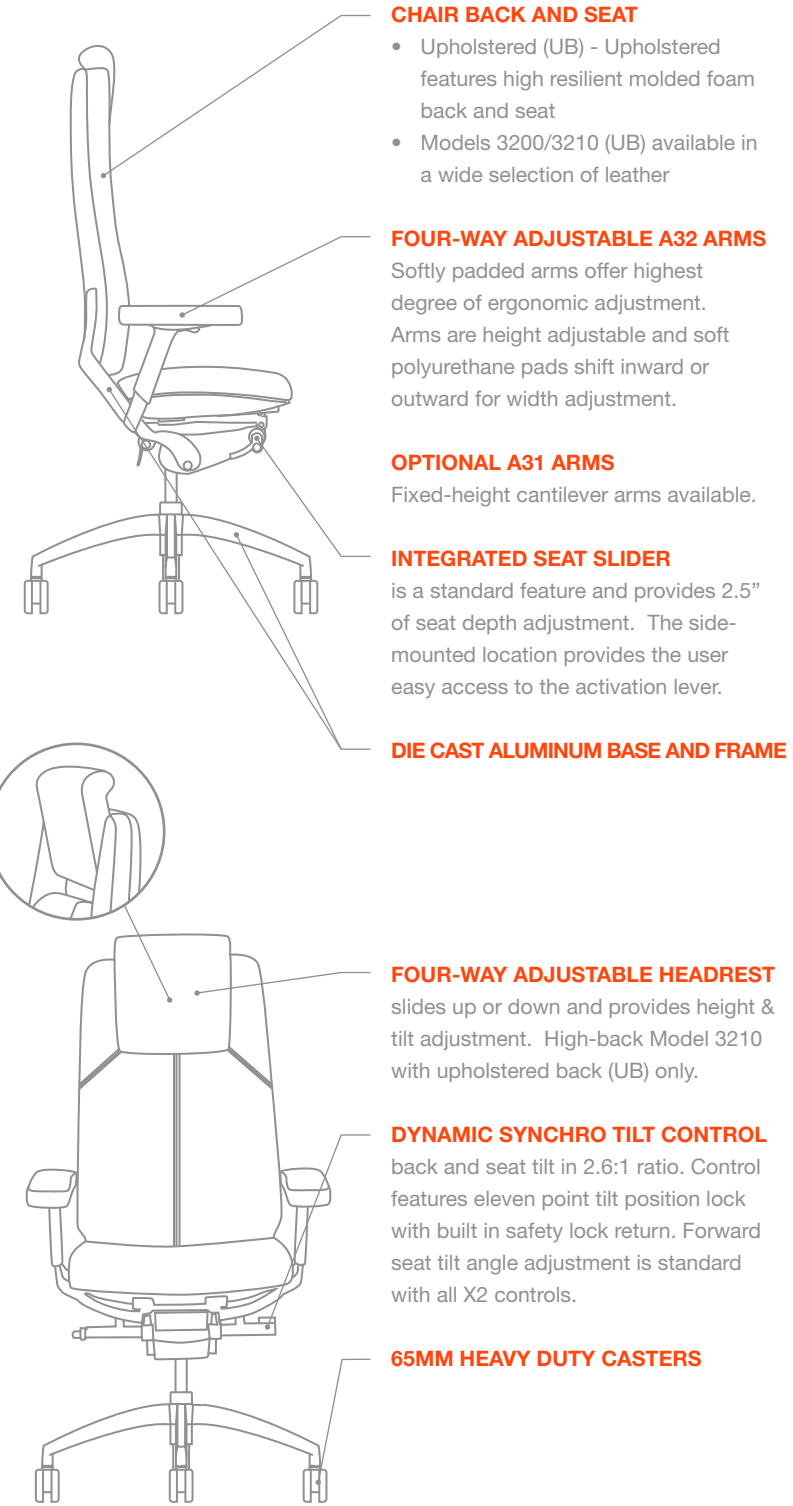 CHAIR BACK AND SEAT
• Upholstered (UB) - Upholstered
features high resilient molded foam
back and seat
• Models 3200/3210 (UB) available in
a wide selection of leather
FOUR-WAY ADJUSTABLE A32 ARMS
Softly padded arms offer highest
degree of ergonomic adjustment.
Arms are height adjustable and soft
polyurethane pads shift inward or
outward for width adjustment.
OPTIONAL A31 ARMS
Fixed-height cantilever arms available.
INTEGRATED SEAT SLIDER
is a standard feature and provides 2.5”
of seat depth adjustment.  The side-
mounted location provides the user
easy access to the activation lever.
DIE CAST ALUMINUM BASE AND FRAME
FOUR-WAY ADJUSTABLE HEADREST
slides up or down and provides height &
tilt adjustment.  High-back Model 3210
with upholstered back (UB) only.
DYNAMIC SYNCHRO TILT CONTROL
back and seat tilt in 2.6:1 ratio. Control
features eleven point tilt position lock
with built in safety lock return. Forward
seat tilt angle adjustment is standard
with all X2 controls.
65MM HEAVY DUTY CASTERS